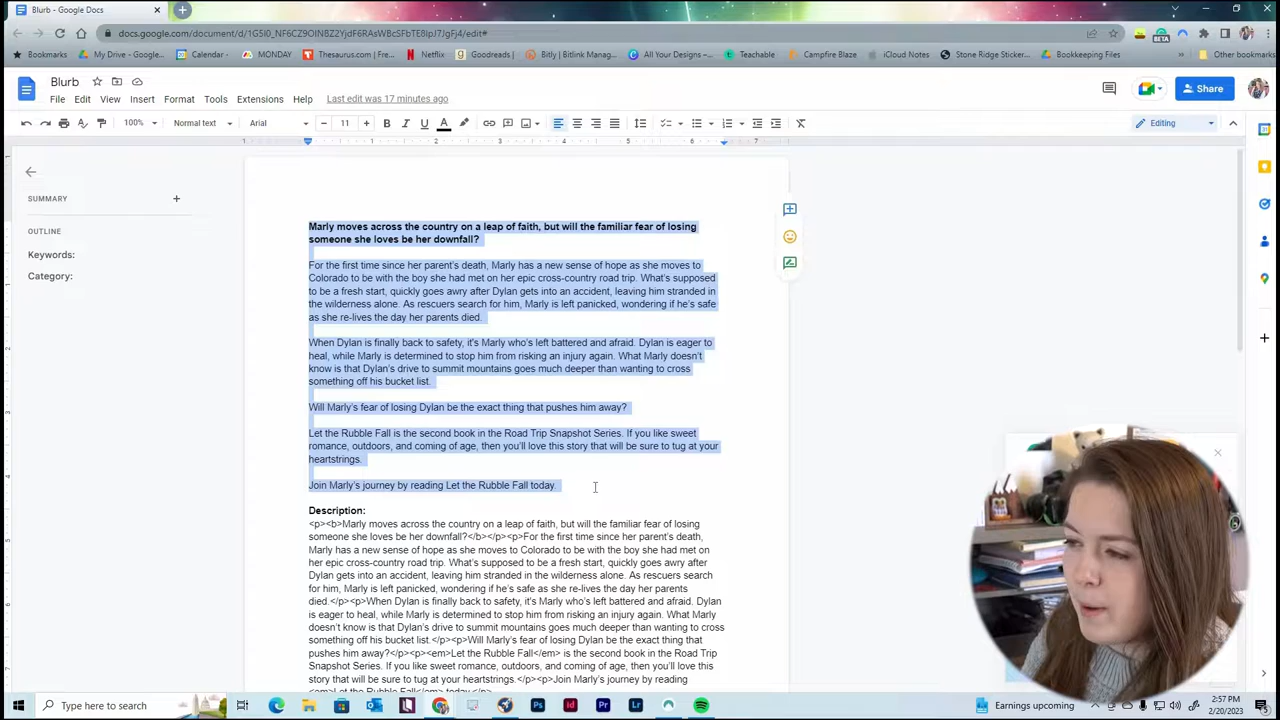 Blurb - Google Docs
docs.google.com/document/d/1G5l0_NF6CZ9OIN8Z2YjdF6RAsWBcSFbTE8lpJ7JgFj4/edit#
Bookmarks My Drive - Google... Calendar - MONDAY Thesaurus.com | Fre... Netflix Goodreads | Bitly | Bitlink Manag... All Your Designs -... Teachable Campfire Blaze iCloud Notes Stone Ridge Sticker... Bookkeeping Files » Other bookmarks
Blurb
File Edit View Insert Format Tools Extensions Help Last edit was 17 minutes ago
Share
100% Normal text Arial 11 Editing
SUMMARY
OUTLINE
Keywords:
Category:
Marly moves across the country on a leap of faith, but will the familiar fear of losing
someone she loves be her downfall?
For the first time since her parent's death, Marly has a new sense of hope as she moves to
Colorado to be with the boy she had met on her epic cross-country road trip. What's supposed
to be a fresh start, quickly goes awry after Dylan gets into an accident, leaving him stranded in
the wilderness alone. As rescuers search for him, Marly is left panicked, wondering if he's safe
as she re-lives the day her parents died.
When Dylan is finally back to safety, it's Marly who's left battered and afraid. Dylan is eager to
heal, while Marly is determined to stop him from risking an injury again. What Marly doesn't
know is that Dylan's drive to summit mountains goes much deeper than wanting to cross
something off his bucket list.
Will Marly's fear of losing Dylan be the exact thing that pushes him away?
Let the Rubble Fall is the second book in the Road Trip Snapshot Series. If you like sweet
romance, outdoors, and coming of age, then you'll love this story that will be sure to tug at your
heartstrings.
Join Marly's journey by reading Let the Rubble Fall today.
Description:
<p><b>Marly moves across the country on a leap of faith, but will the familiar fear of losing
someone she loves be her downfall?</b></p><p>For the first time since her parent's death,
Marly has a new sense of hope as she moves to Colorado to be with the boy she had met on
her epic cross-country road trip. What's supposed to be a fresh start, quickly goes awry after
Dylan gets into an accident, leaving him stranded in the wilderness alone. As rescuers search
for him, Marly is left panicked, wondering if he's safe as she re-lives the day her parents
died.</p><p>When Dylan is finally back to safety, it's Marly who's left battered and afraid. Dylan
is eager to heal, while Marly is determined to stop him from risking an injury again. What Marly
doesn't know is that Dylan's drive to summit mountains goes much deeper than wanting to cross
something off his bucket list.</p><p>Will Marly's fear of losing Dylan be the exact thing that
pushes him away?</p><p><em>Let the Rubble Fall</em> is the second book in the Road Trip
Snapshot Series. If you like sweet romance, outdoors, and coming of age, then you'll love this
story that will be sure to tug at your heartstrings.</p><p>Join Marly's journey by reading
<em>Let the Rubble Fall</em> today.</p>
Type here to search
Earnings upcoming
2:57 PM
2/20/2023